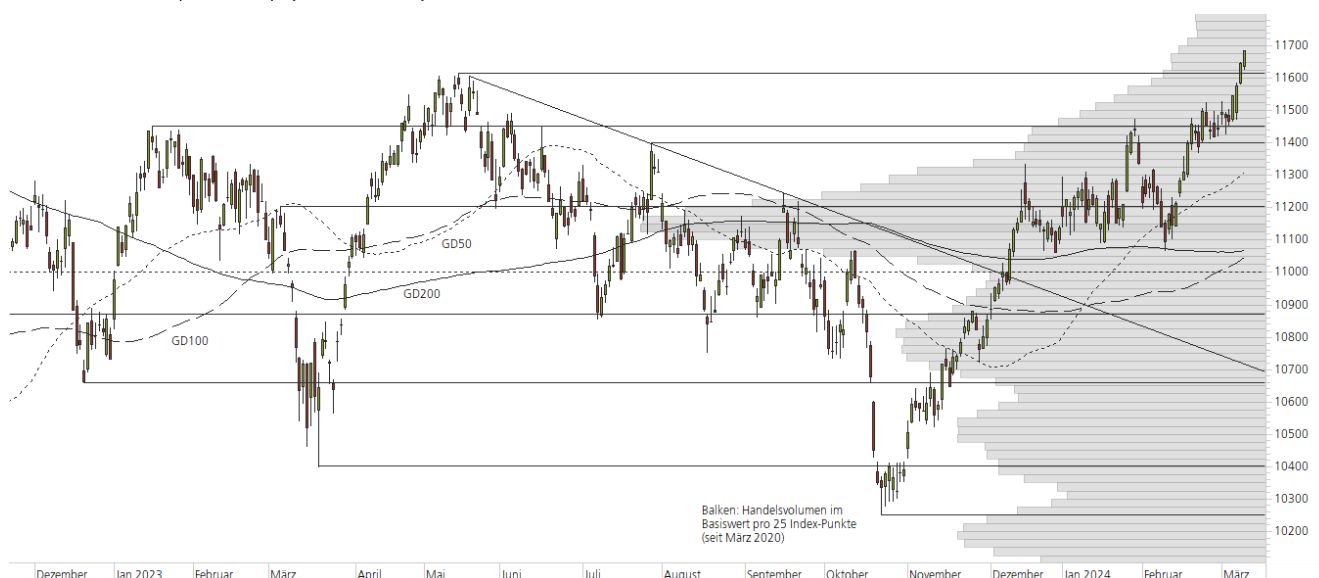 11700
11600
11500
11400
11300
11200
11100
11000
10900
10800
10700
10600
10500
10400
10300
10200
GD50
GD200
GD100
Balken: Handelsvolumen im
Basiswert pro 25 Index-Punkte
(seit März 2020)
Dezember Jan 2023 Februar März April Mai Juni Juli August September Oktober November Dezember Jan 2024 Februar März